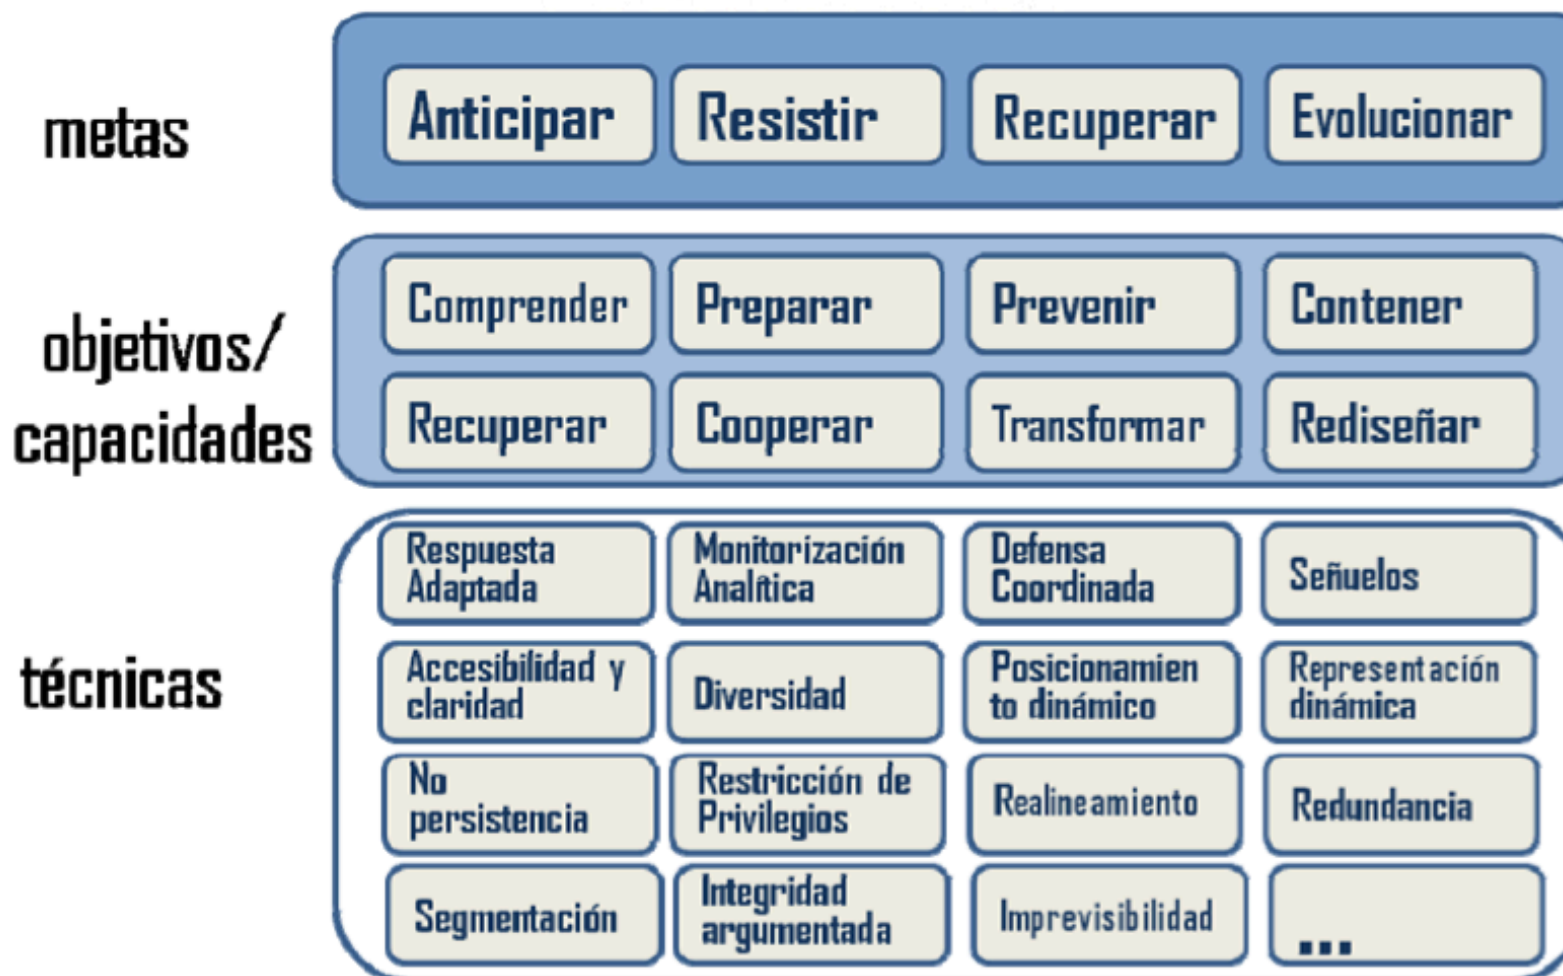 metas
Anticipar
Resistir
Recuperar
Evolucionar
objetivos/
capacidades
Comprender
Preparar
Prevenir
Contener
Recuperar
Cooperar
Transformar
Rediseñar
técnicas
Respuesta
Adaptada
Monitorización
Analítica
Defensa
Coordinada
Señuelos
Accesibilidad y
claridad
Diversidad
Posicionamien
to dinámico
Representación
dinámica
No
persistencia
Restricción de
Privilegios
Realineamiento
Redundancia
Segmentación
Integridad
argumentada
Imprevisibilidad
...